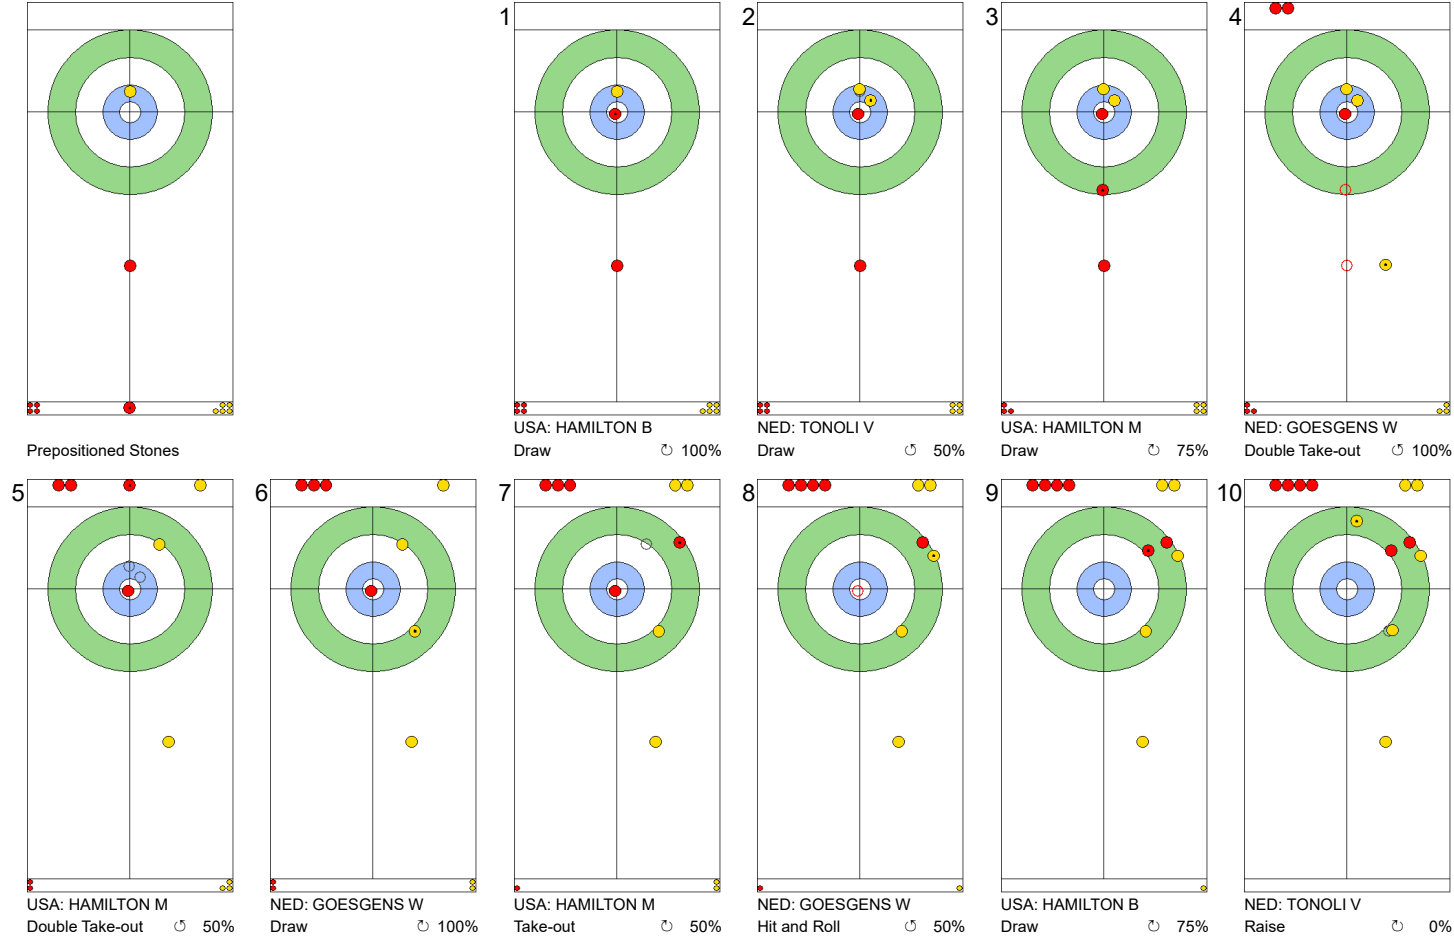 1 2 3 4
Prepositioned Stones
USA: HAMILTON B
Draw 100%
NED: TONOLI V
Draw 50%
USA: HAMILTON M
Draw 75%
NED: GOESGENS W
Double Take-out 100%
5 6 7 8 9 10
USA: HAMILTON M
Double Take-out 50%
NED: GOESGENS W
Draw 100%
USA: HAMILTON M
Take-out 50%
NED: GOESGENS W
Hit and Roll 50%
USA: HAMILTON B
Draw 75%
NED: TONOLI V
Raise 0%